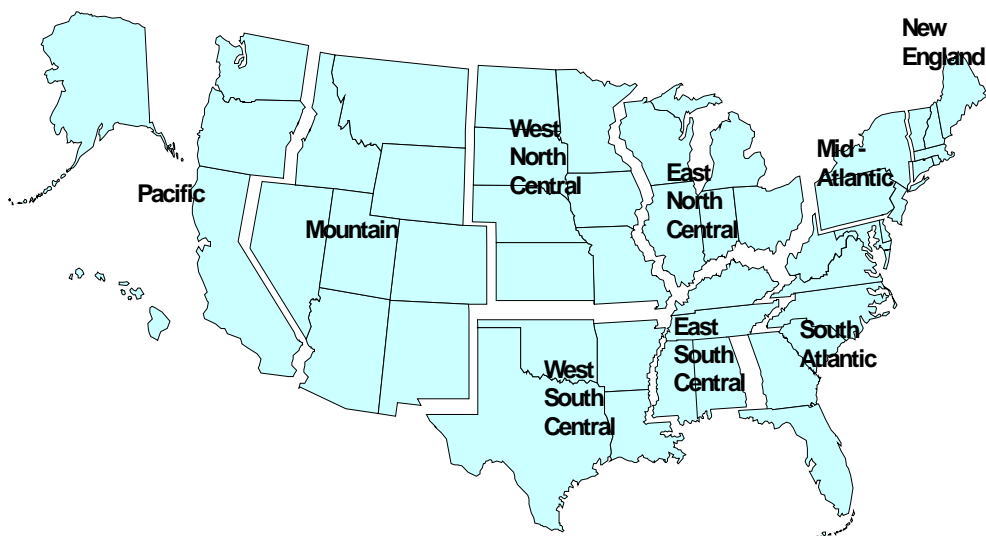 New
England
West
North
Central
Mid-
Atlantic
East
North
Central
Pacific
Mountain
East
South
Central
South
Atlantic
West
South
Central